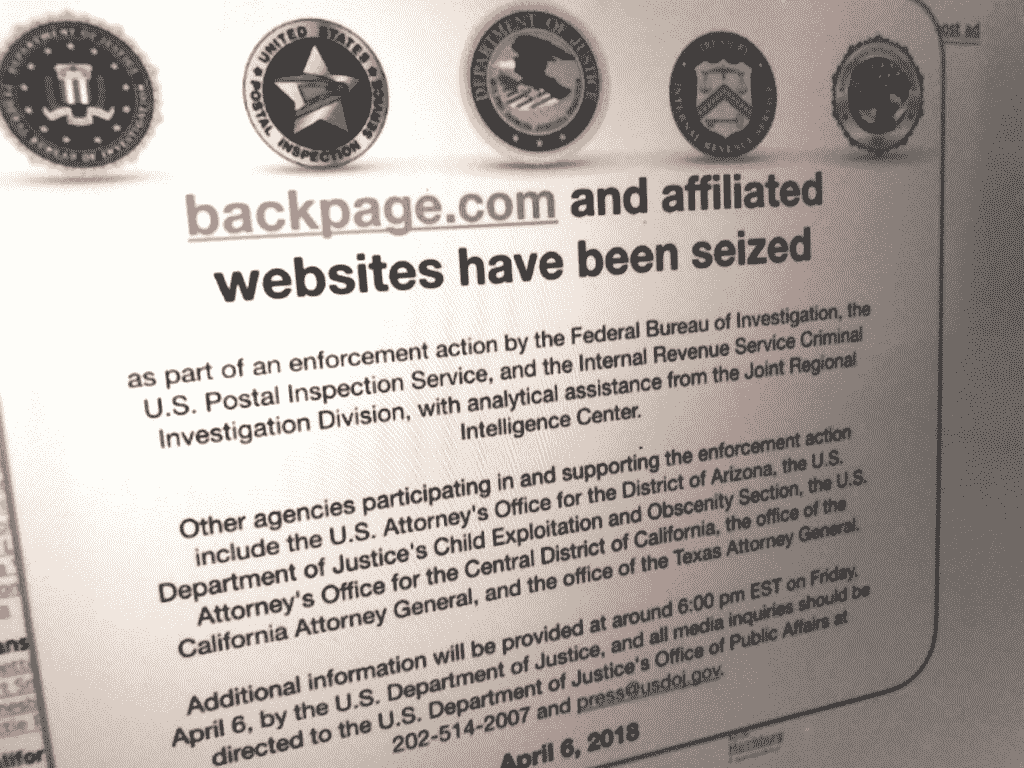 ost ad
UNITED STATES
POSTAL INSPECTION SERVICE
DEPARTMENT OF JUSTICE
backpage.com and affiliated
websites have been seized
as part of an enforcement action by the Federal Bureau of Investigation, the
U.S. Postal Inspection Service, and the Internal Revenue Service Criminal
Investigation Division, with analytical assistance from the Joint Regional
Intelligence Center.
Other agencies participating in and supporting the enforcement action
include the U.S. Attorney's Office for the District of Arizona, the U.S.
Department of Justice's Child Exploitation and Obscenity Section, the U.S.
Attorney's Office for the Central District of California, the office of the
California Attorney General, and the office of the Texas Attorney General.
Additional information will be provided at around 6:00 pm EST on Friday,
April 6, by the U.S. Department of Justice, and all media inquiries should be
directed to the U.S. Department of Justice's Office of Public Affairs at
202-514-2007 and press@usdoj.gov.
April 6, 2018